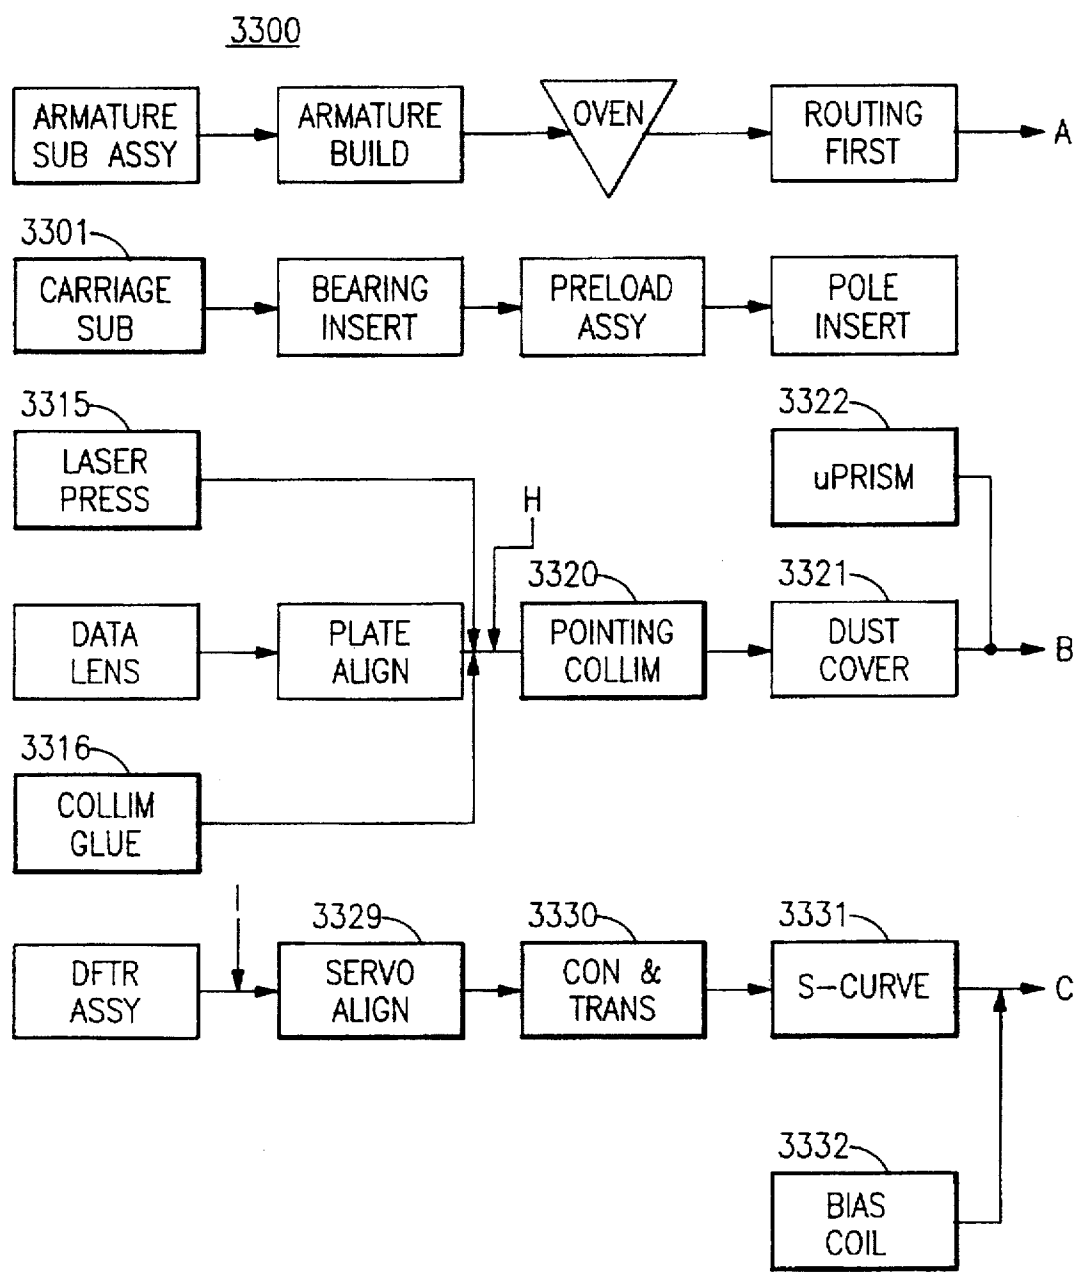 3300
ARMATURE
SUB ASSY
ARMATURE
BUILD
OVEN
ROUTING
FIRST
A
3301
CARRIAGE
SUB
BEARING
INSERT
PRELOAD
ASSY
POLE
INSERT
3315
LASER
PRESS
3322
uPRISM
H
DATA
LENS
PLATE
ALIGN
3320
POINTING
COLLIM
3321
DUST
COVER
B
3316
COLLIM
GLUE
I
DFTR
ASSY
3329
SERVO
ALIGN
3330
CON &
TRANS
3331
S-CURVE
C
3332
BIAS
COIL